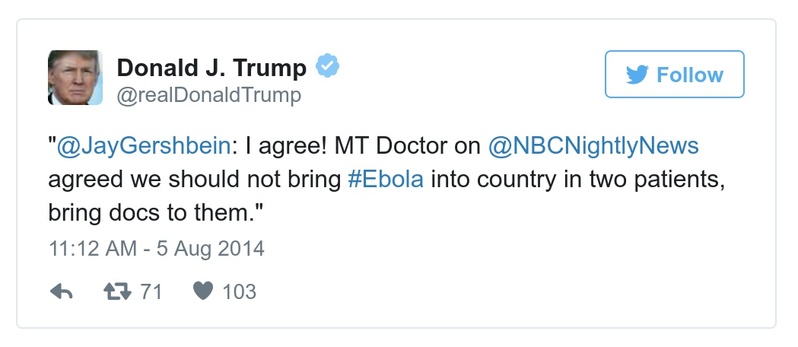 Donald J. Trump
@realDonaldTrump
Follow
"@JayGershbein: I agree! MT Doctor on @NBCNightlyNews
agreed we should not bring #Ebola into country in two patients,
bring docs to them."
11:12 AM - 5 Aug 2014
71 103